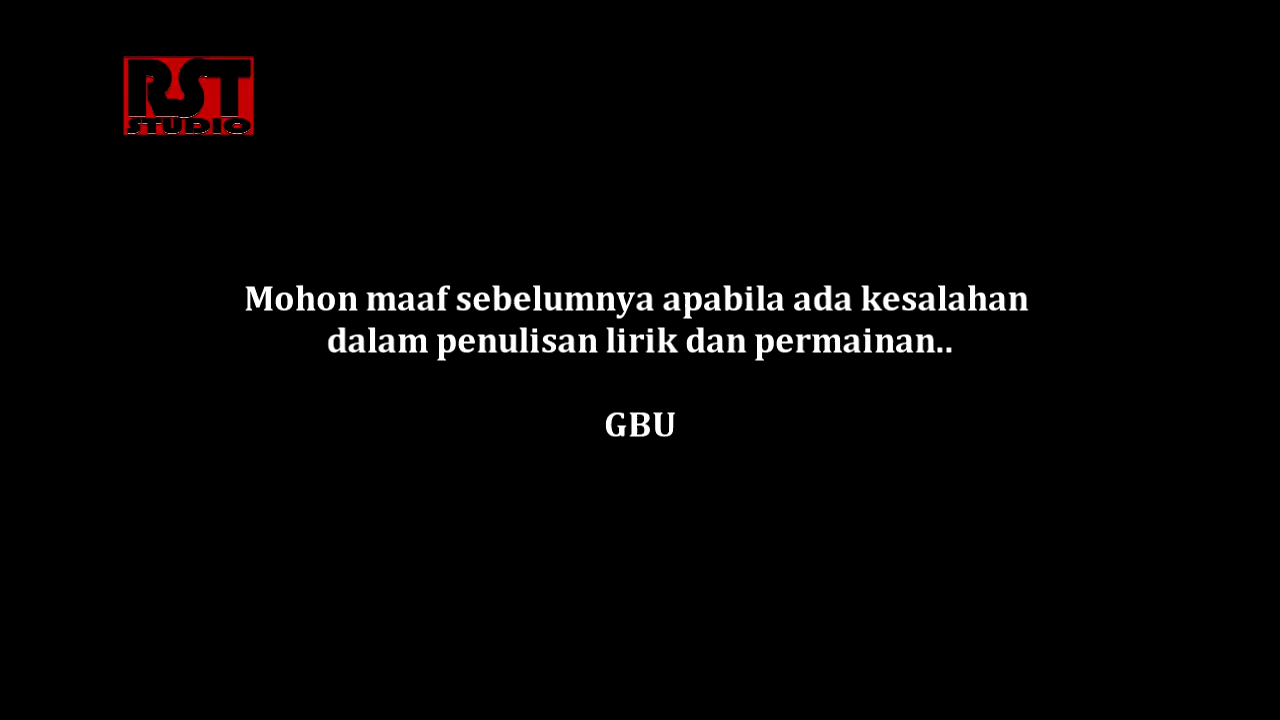 RST
STUDIO
Mohon maaf sebelumnya apabila ada kesalahan
dalam penulisan lirik dan permainan..
GBU